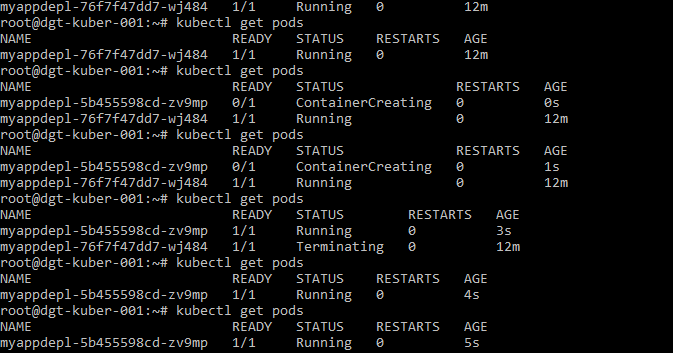 myappdepl-76f7f47dd7-wj484   1/1     Running   0          12m
root@dgt-kuber-001:~# kubectl get pods
NAME                         READY   STATUS    RESTARTS   AGE
myappdepl-76f7f47dd7-wj484   1/1     Running   0          12m
root@dgt-kuber-001:~# kubectl get pods
NAME                         READY   STATUS              RESTARTS   AGE
myappdepl-5b455598cd-zv9mp   0/1     ContainerCreating   0          0s
myappdepl-76f7f47dd7-wj484   1/1     Running             0          12m
root@dgt-kuber-001:~# kubectl get pods
NAME                         READY   STATUS              RESTARTS   AGE
myappdepl-5b455598cd-zv9mp   0/1     ContainerCreating   0          1s
myappdepl-76f7f47dd7-wj484   1/1     Running             0          12m
root@dgt-kuber-001:~# kubectl get pods
NAME                         READY   STATUS        RESTARTS   AGE
myappdepl-5b455598cd-zv9mp   1/1     Running       0          3s
myappdepl-76f7f47dd7-wj484   1/1     Terminating   0          12m
root@dgt-kuber-001:~# kubectl get pods
NAME                         READY   STATUS    RESTARTS   AGE
myappdepl-5b455598cd-zv9mp   1/1     Running   0          4s
root@dgt-kuber-001:~# kubectl get pods
NAME                         READY   STATUS    RESTARTS   AGE
myappdepl-5b455598cd-zv9mp   1/1     Running   0          5s